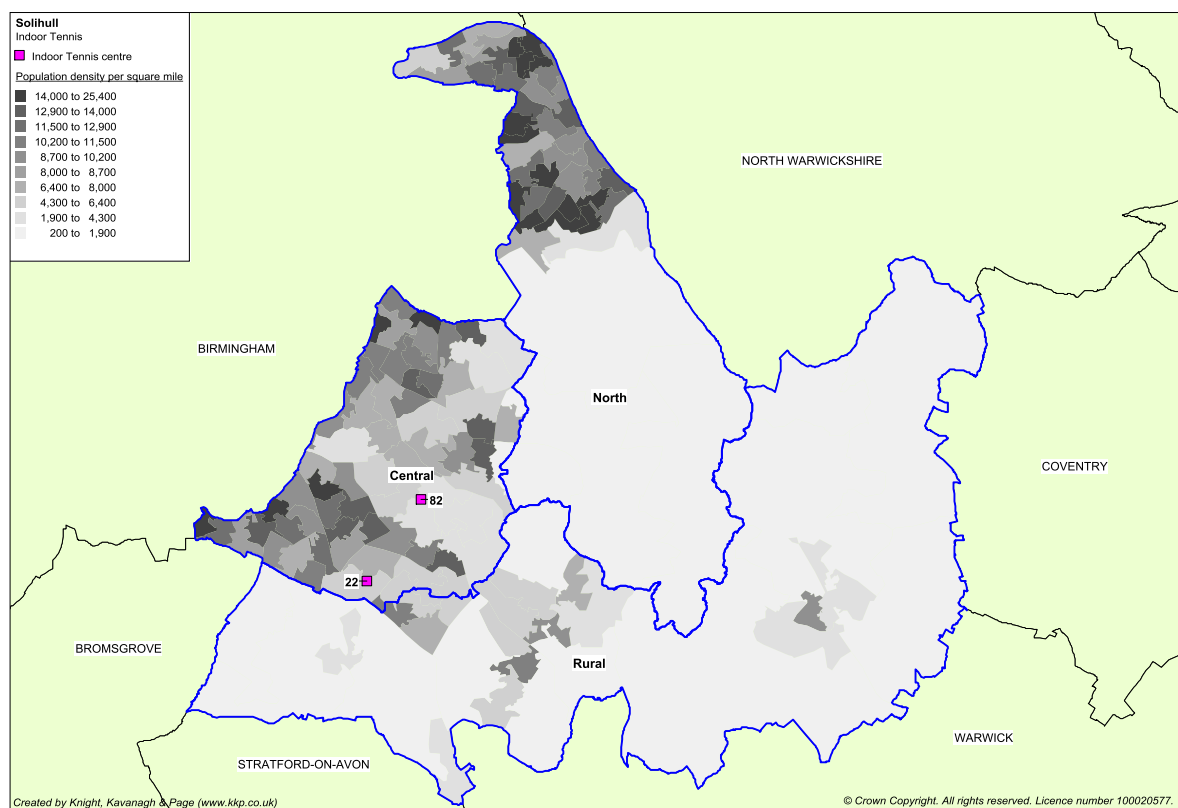 Solihull
Indoor Tennis
Indoor Tennis centre
Population density per square mile
14,000 to 25,400
12,900 to 14,000
11,500 to 12,900
10,200 to 11,500
8,700 to 10,200
8,000 to 8,700
6,400 to 8,000
4,300 to 6,400
1,900 to 4,300
200 to 1,900
NORTH WARWICKSHIRE
BIRMINGHAM
North
COVENTRY
Central
82
22
BROMSGROVE
Rural
WARWICK
STRATFORD-ON-AVON
Created by Knight, Kavanagh & Page (www.kkp.co.uk)
© Crown Copyright. All rights reserved. Licence number 100020577.